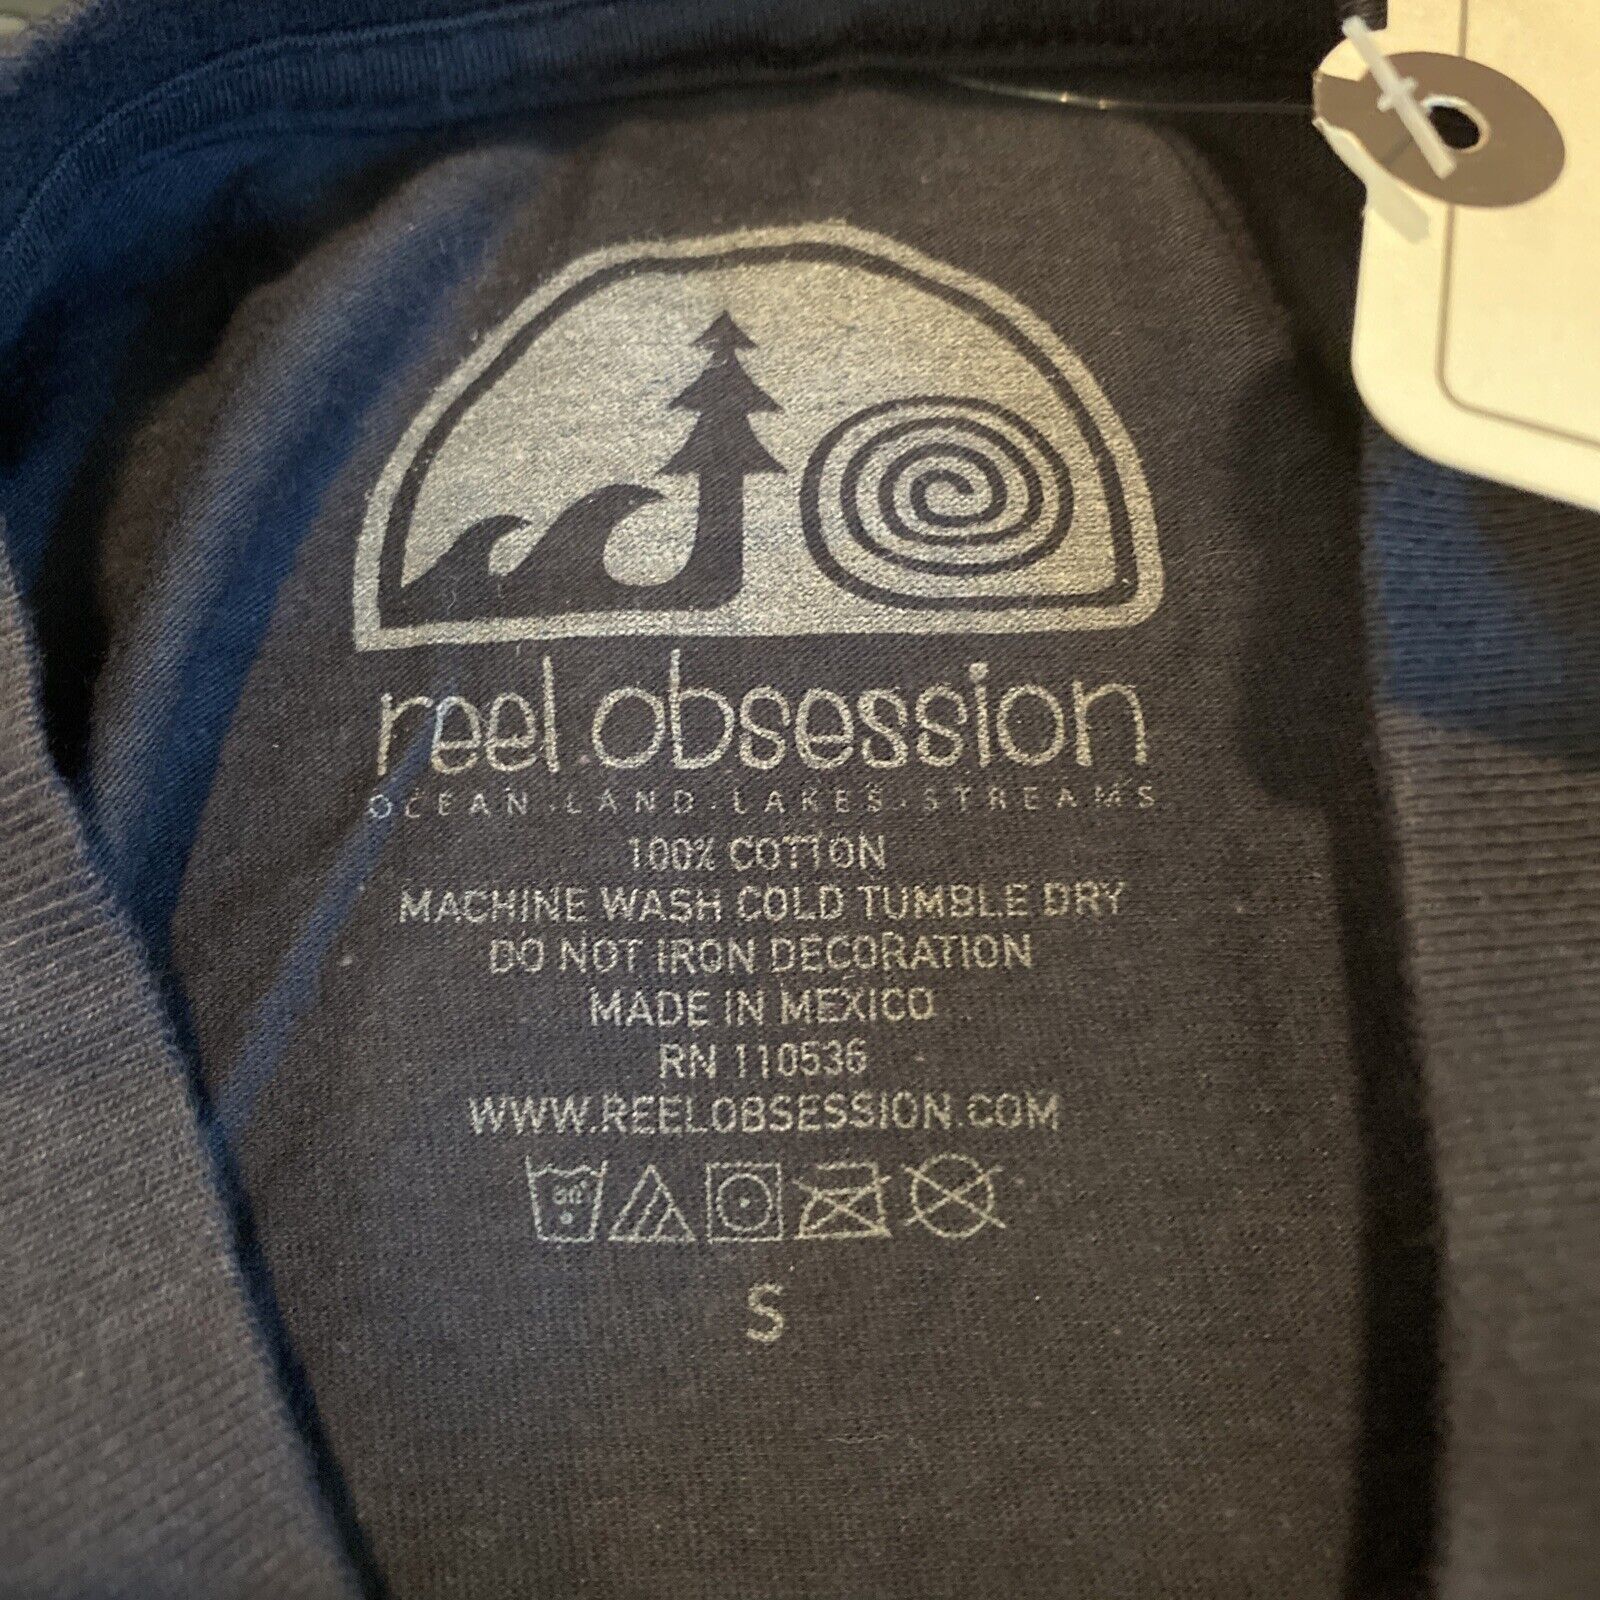 reel obsession
OCEAN . LAND . LAKES . STREAMS
100% COTTON
MACHINE WASH COLD TUMBLE DRY
DO NOT IRON DECORATION
MADE IN MEXICO
RN 110536
WWW.REELOBSESSION.COM
S